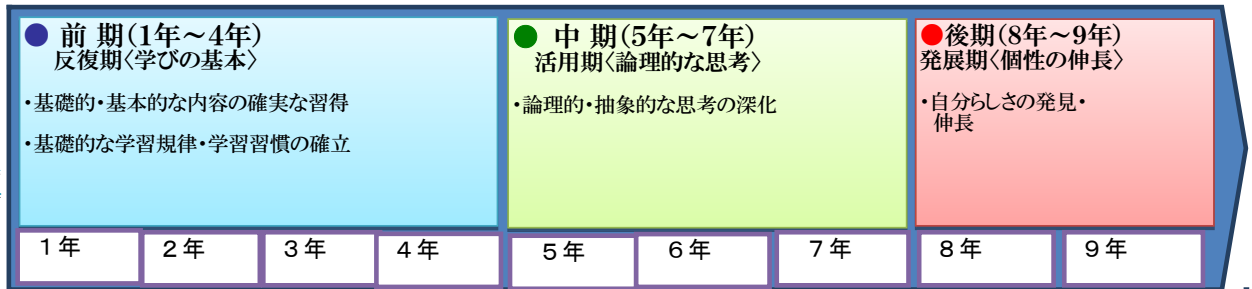 ● 前 期(1年～4年)
反復期〈学びの基本〉
・基礎的・基本的な内容の確実な習得
・基礎的な学習規律・学習習慣の確立
● 中 期(5年～7年)
活用期〈論理的な思考〉
・論理的・抽象的な思考の深化
●後期(8年～9年)
発展期〈個性の伸長〉
・自分らしさの発見・
伸長
１年
２年
３年
４年
５年
６年
７年
８年
９年